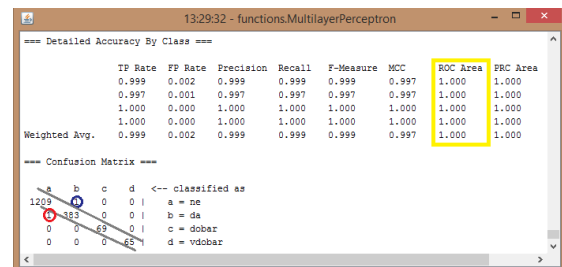 13:29:32 - functions.MultilayerPerceptron
=== Detailed Accuracy By Class ===
TP Rate FP Rate Precision Recall F-Measure MCC ROC Area PRC Area
0.999 0.002 0.999 0.999 0.999 0.997 1.000 1.000
0.997 0.001 0.997 0.997 0.997 0.997 1.000 1.000
1.000 0.000 1.000 1.000 1.000 1.000 1.000 1.000
1.000 0.000 1.000 1.000 1.000 1.000 1.000 1.000
Weighted Avg. 0.999 0.002 0.999 0.999 0.999 0.997 1.000 1.000
=== Confusion Matrix ===
a b c d <-- classified as
1209 1 0 0 | a = ne
1 383 0 0 | b = da
0 0 69 0 | c = dobar
0 0 0 65 | d = vdobar